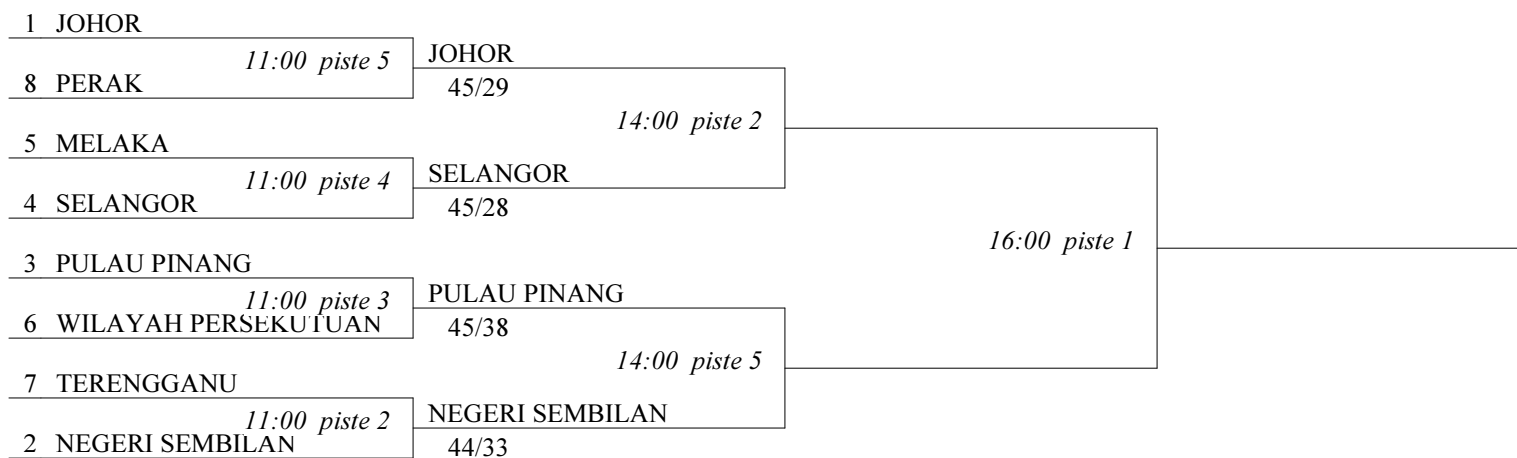 1 JOHOR
11:00 piste 5
JOHOR
8 PERAK
45/29
14:00 piste 2
5 MELAKA
11:00 piste 4
SELANGOR
4 SELANGOR
45/28
16:00 piste 1
3 PULAU PINANG
11:00 piste 3
PULAU PINANG
6 WILAYAH PERSEKUTUAN
45/38
14:00 piste 5
7 TERENGGANU
11:00 piste 2
NEGERI SEMBILAN
2 NEGERI SEMBILAN
44/33